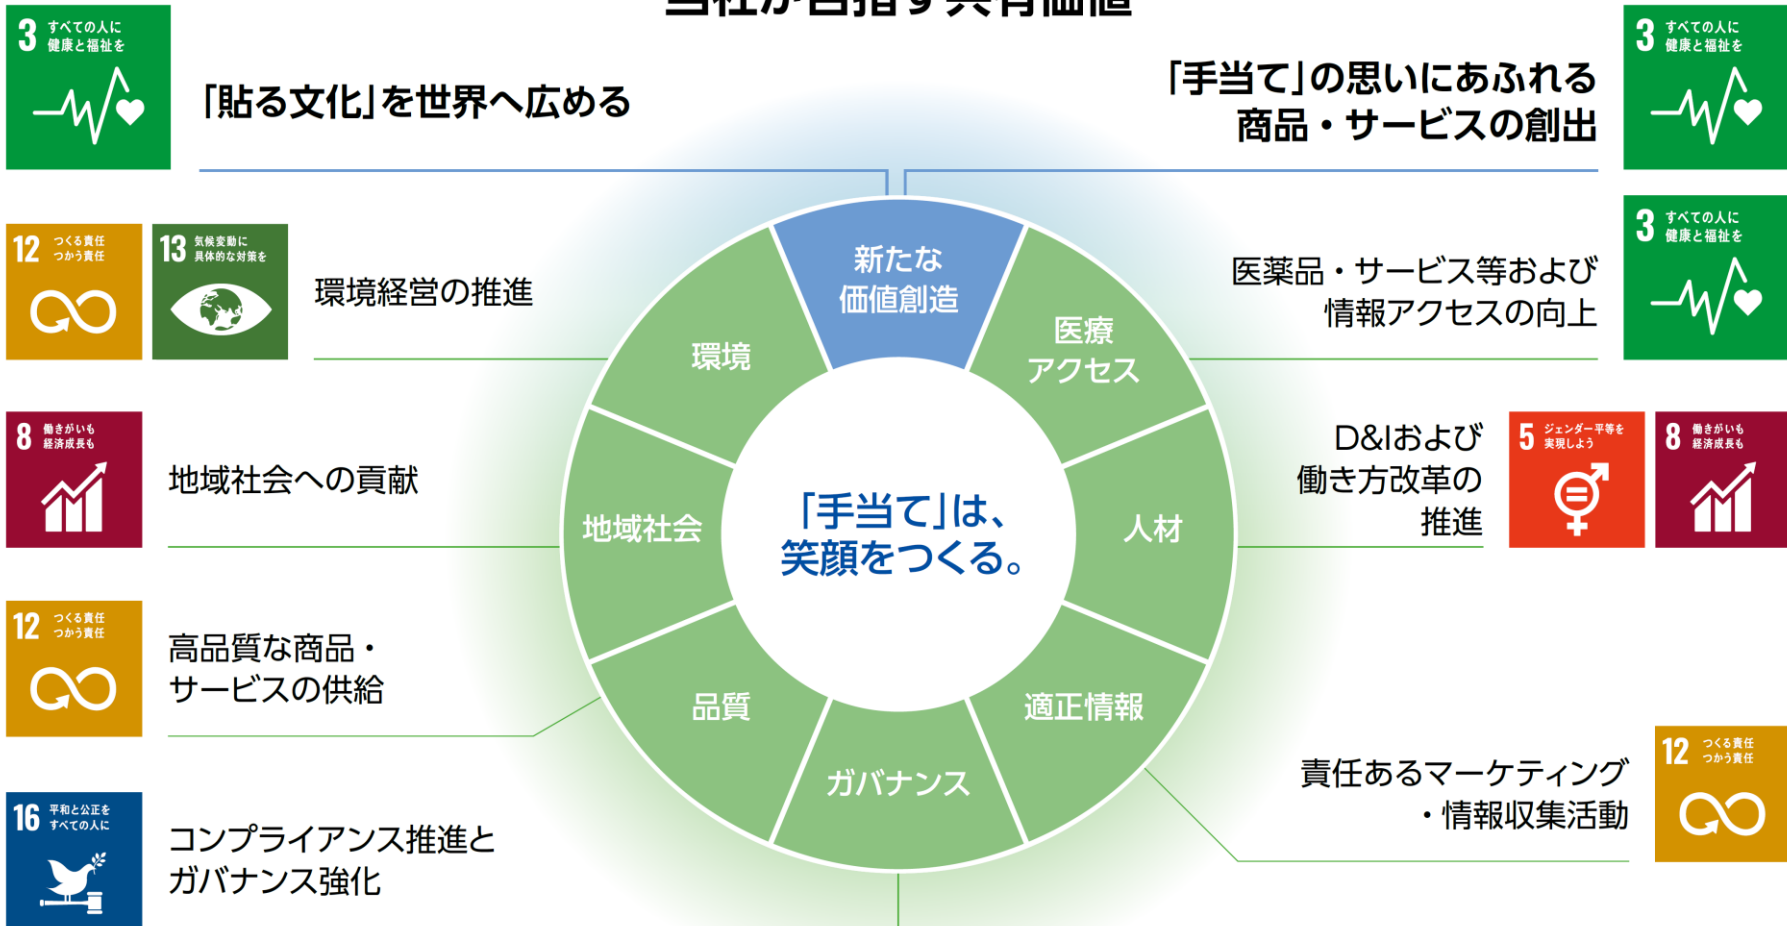 当社が目指す共有価値
3 すべての人に
健康と福祉を
「貼る文化」を世界へ広める
「手当て」の思いにあふれる
商品・サービスの創出
3 すべての人に
健康と福祉を
12 つくる責任
つかう責任
13 気候変動に
具体的な対策を
環境経営の推進
医薬品・サービス等および
情報アクセスの向上
3 すべての人に
健康と福祉を
8 働きがいも
経済成長も
地域社会への貢献
D&Iおよび
働き方改革の
推進
5 ジェンダー平等を
実現しよう
8 働きがいも
経済成長も
12 つくる責任
つかう責任
高品質な商品・
サービスの供給
責任あるマーケティング
・情報収集活動
12 つくる責任
つかう責任
16 平和と公正を
すべての人に
コンプライアンス推進と
ガバナンス強化
新たな
価値創造
医療
アクセス
人材
適正情報
ガバナンス
品質
地域社会
環境
「手当て」は、
笑顔をつくる。